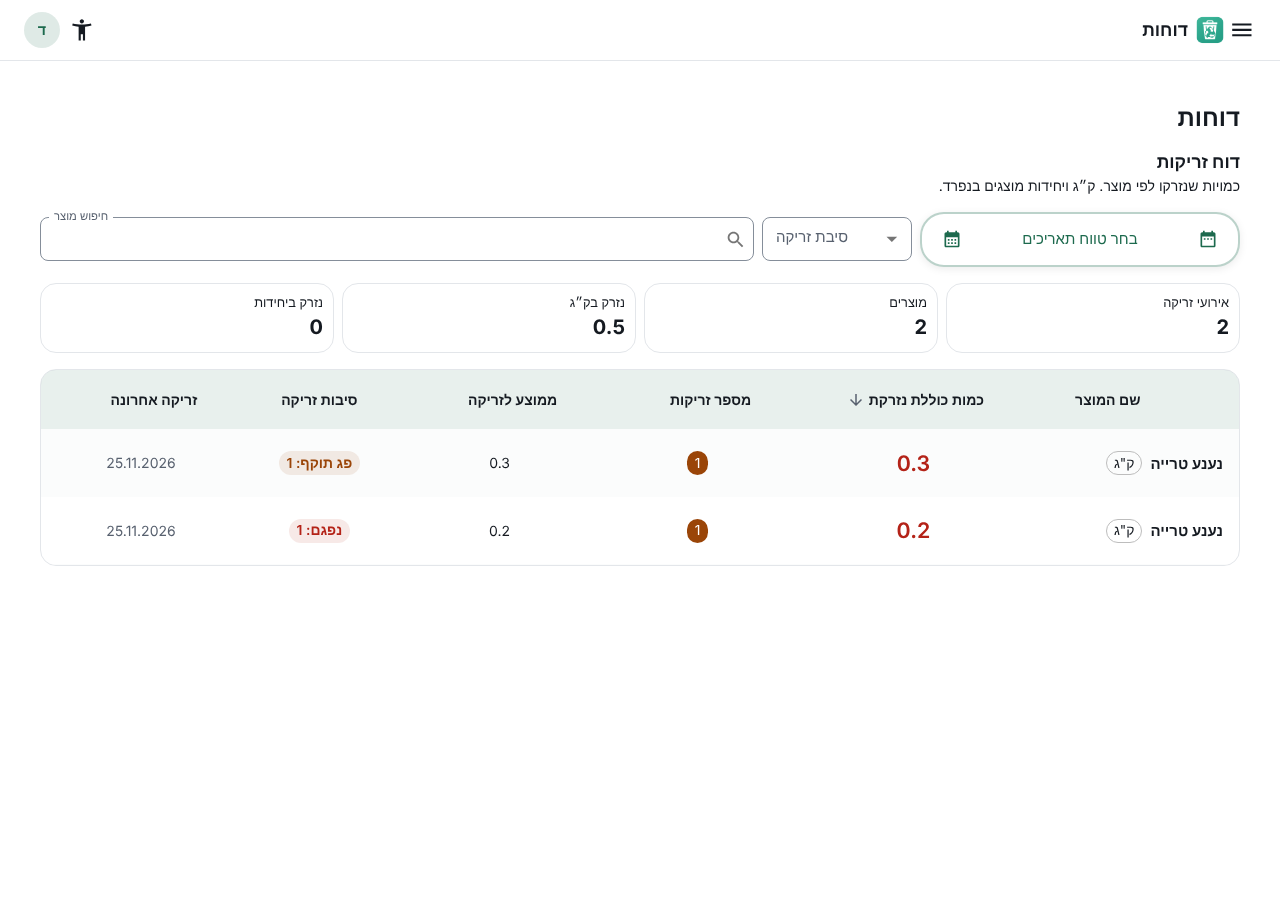 דוחות
ד
דוחות
דוח זריקות
כמויות שנזרקו לפי מוצר. ק״ג ויחידות מוצגים בנפרד.
בחר טווח תאריכים
סיבת זריקה
חיפוש מוצר
אירועי זריקה
2
מוצרים
2
נזרק בק״ג
0.5
נזרק ביחידות
0
שם המוצר כמות כוללת נזרקת מספר זריקות ממוצע לזריקה סיבות זריקה זריקה אחרונה
נענע טרייה ק"ג 0.3 1 0.3 פג תוקף: 1 25.11.2026
נענע טרייה ק"ג 0.2 1 0.2 נפגם: 1 25.11.2026